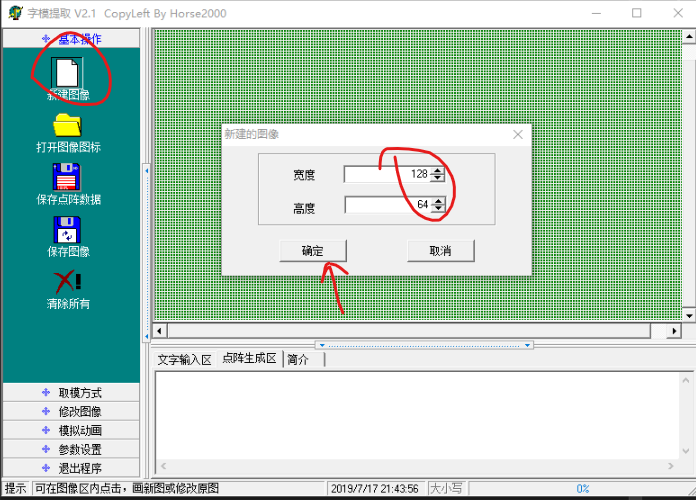 字模提取 V2.1 CopyLeft By Horse2000
基本操作
新建图像
打开图像图标
保存点阵数据
保存图像
清除所有
取模方式
修改图像
模拟动画
参数设置
退出程序
新建的图像
宽度 128
高度 64
确定 取消
文字输入区 点阵生成区 简介
提示 可在图像区内点击，画新图或修改原图 2019/7/17 21:43:56 大小写 0%